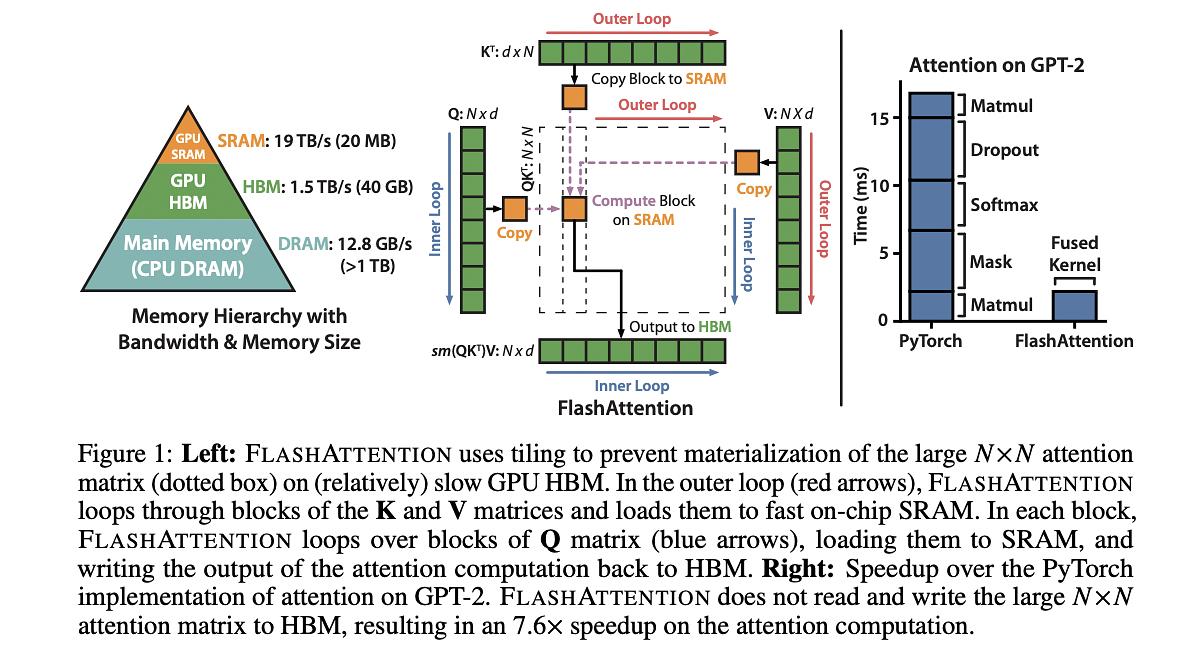 GPU
SRAM
SRAM: 19 TB/s (20 MB)
GPU
HBM
HBM: 1.5 TB/s (40 GB)
Main Memory
(CPU DRAM)
DRAM: 12.8 GB/s
(>1 TB)
Memory Hierarchy with
Bandwidth & Memory Size
Outer Loop
Kᵀ: d x N
Copy Block to SRAM
Outer Loop
Q: N x d
V: N X d
QKᵀ: N x N
Copy
Inner Loop
Copy
Compute Block
on SRAM
Inner Loop
Outer Loop
Output to HBM
sm(QKᵀ)V: N x d
Inner Loop
FlashAttention
Attention on GPT-2
Time (ms)
15
10
5
0
Matmul
Dropout
Softmax
Mask
Matmul
Fused
Kernel
PyTorch
FlashAttention
Figure 1: Left: FLASHATTENTION uses tiling to prevent materialization of the large N×N attention
matrix (dotted box) on (relatively) slow GPU HBM. In the outer loop (red arrows), FLASHATTENTION
loops through blocks of the K and V matrices and loads them to fast on-chip SRAM. In each block,
FLASHATTENTION loops over blocks of Q matrix (blue arrows), loading them to SRAM, and
writing the output of the attention computation back to HBM. Right: Speedup over the PyTorch
implementation of attention on GPT-2. FLASHATTENTION does not read and write the large N×N
attention matrix to HBM, resulting in an 7.6× speedup on the attention computation.